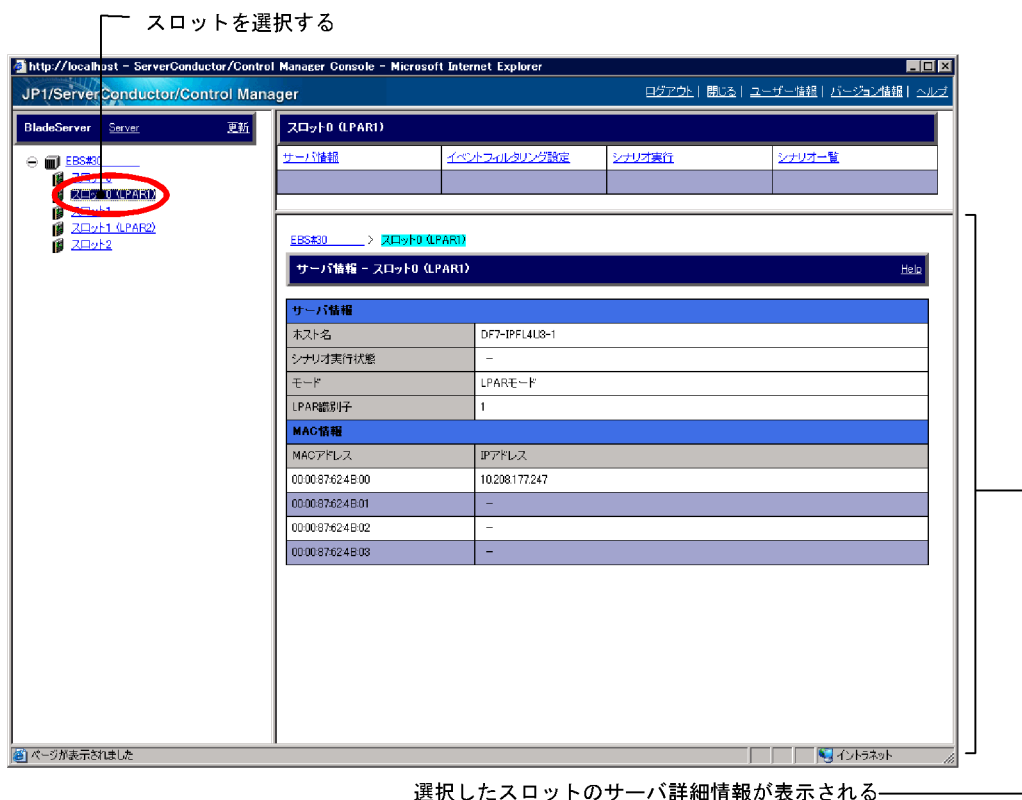 スロットを選択する
http://localhost - ServerConductor/Control Manager Console - Microsoft Internet Explorer
JP1/ServerConductor/Control Manager
ログアウト | 閉じる | ユーザー情報 | バージョン情報 | ヘルプ
BladeServer Server 更新
スロット0 (LPAR1)
サーバ情報 イベントフィルタリング設定 シナリオ実行 シナリオ一覧
EBS#30
スロット0
スロット0 (LPAR1)
スロット1
スロット1 (LPAR2)
スロット2
EBS#30 > スロット0 (LPAR1)
サーバ情報 - スロット0 (LPAR1) Help
サーバ情報
ホスト名 DF7-IPFL4U3-1
シナリオ実行状態 -
モード LPARモード
LPAR識別子 1
MAC情報
MACアドレス IPアドレス
00:00:87:62:4B:00 10.208.177.247
00:00:87:62:4B:01 -
00:00:87:62:4B:02 -
00:00:87:62:4B:03 -
ページが表示されました イントラネット
選択したスロットのサーバ詳細情報が表示される